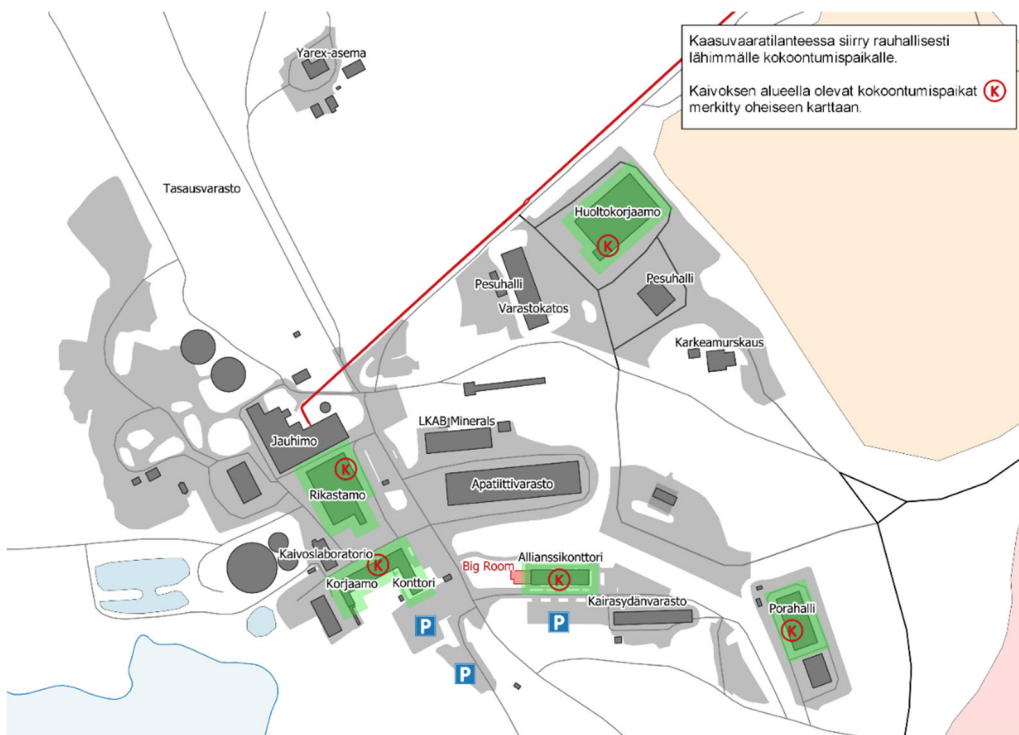 Kaasuvaaratilanteessa siirry rauhallisesti
lähimmälle kokoontumispaikalle.
Kaivoksen alueella olevat kokoontumispaikat K
merkitty oheiseen karttaan.
Yarex-asema
Tasausvarasto
Huoltokorjaamo
K
Pesuhalli
Pesuhalli
Varastokatos
Karkeamurskaus
LKAB Minerals
Jauhimo
K
Apatiittivarasto
Rikastamo
Kaivoslaboratorio
K
Korjaamo
Konttori
Allianssikonttori
Big Room
K
Kairasydänvarasto
Porahalli
K
P
P
P